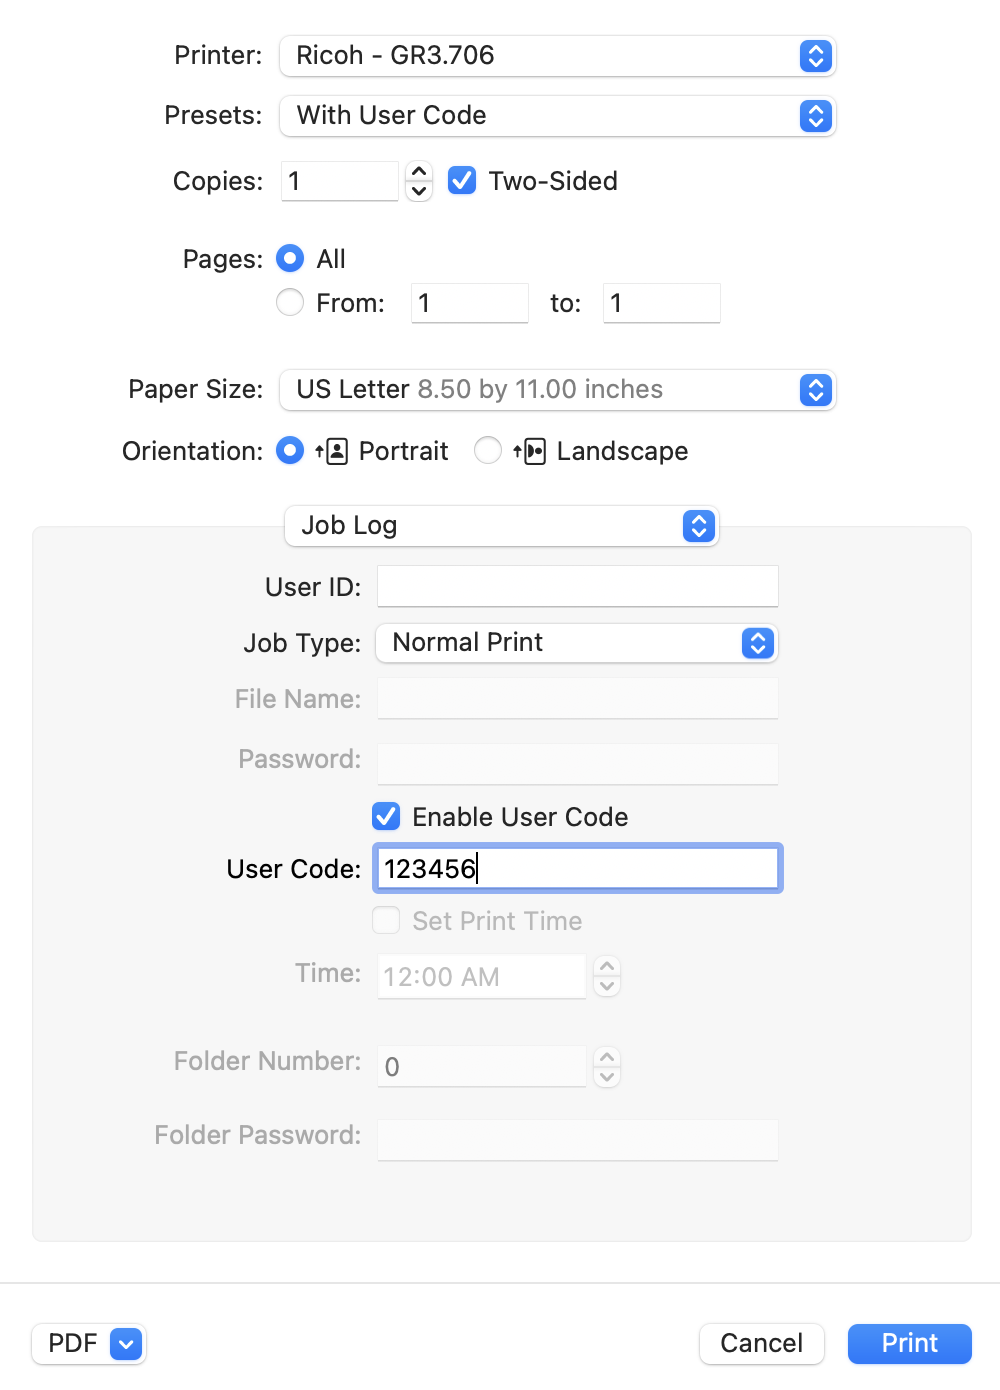 Printer: Ricoh - GR3.706
Presets: With User Code
Copies: 1 Two-Sided
Pages: All
From: 1 to: 1
Paper Size: US Letter 8.50 by 11.00 inches
Orientation: Portrait Landscape
Job Log
User ID:
Job Type: Normal Print
File Name:
Password:
Enable User Code
User Code: 123456
Set Print Time
Time: 12:00 AM
Folder Number: 0
Folder Password:
PDF Cancel Print